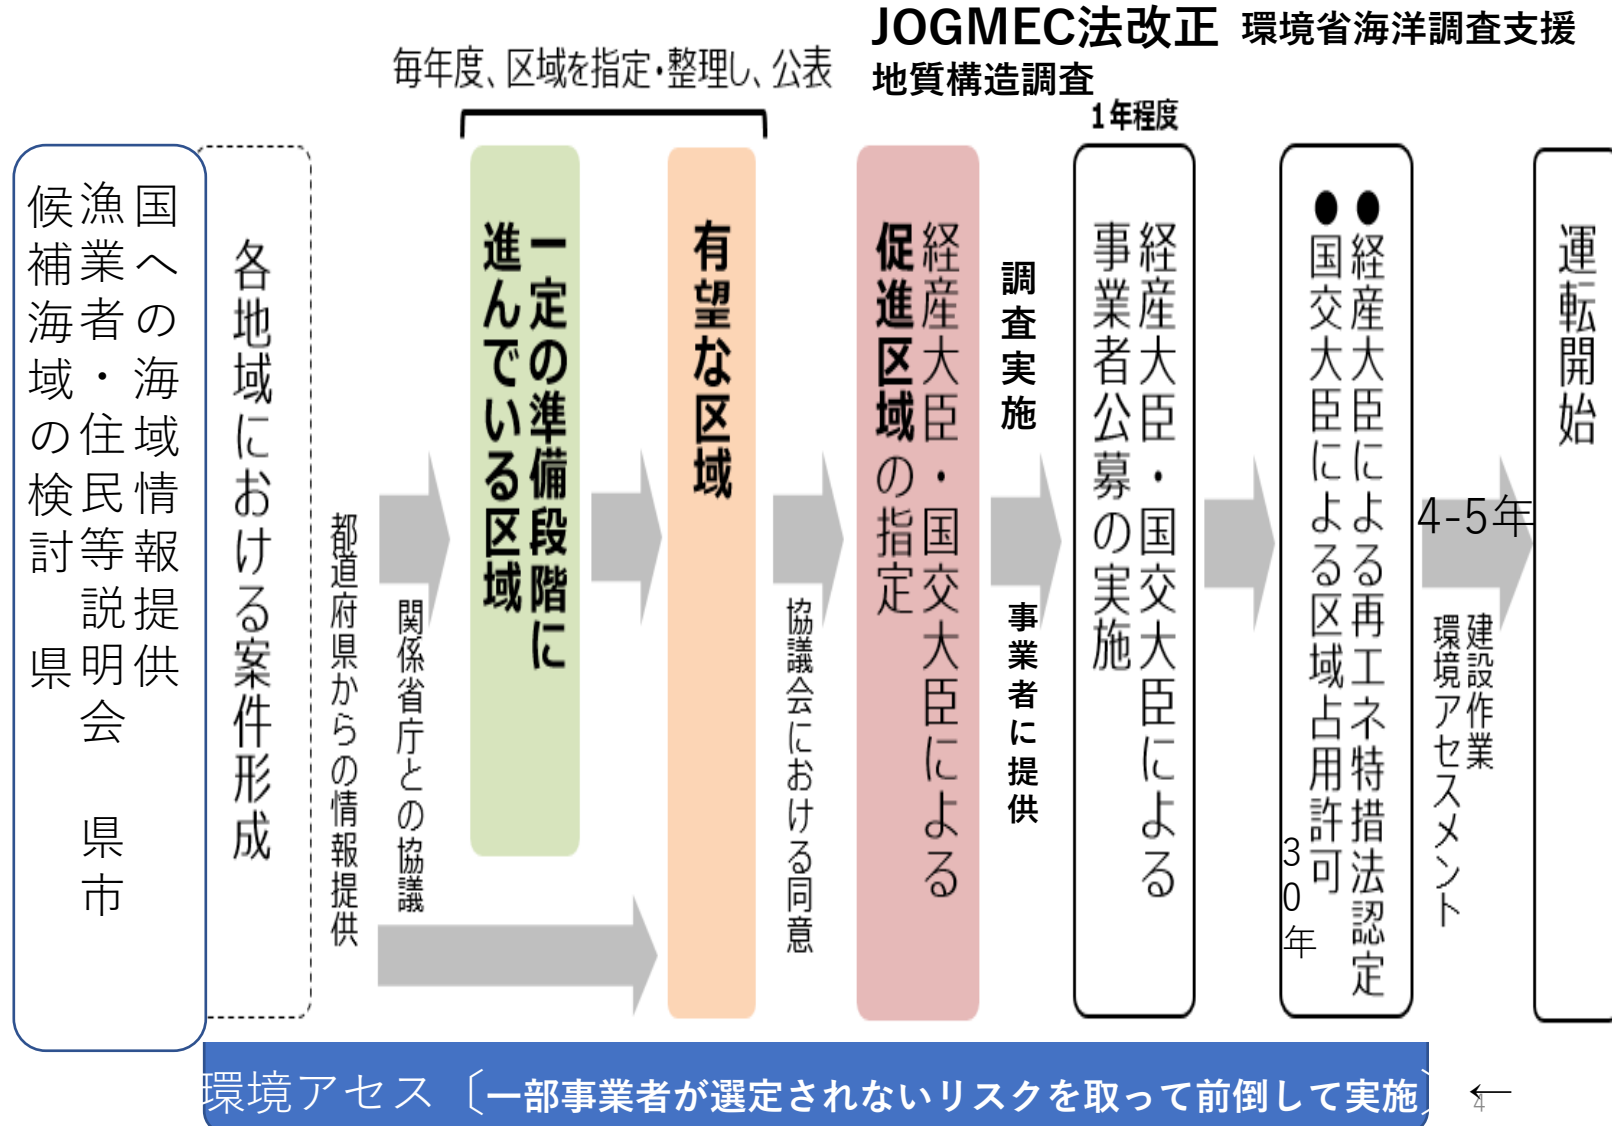 JOGMEC法改正 環境省海洋調査支援
地質構造調査
毎年度、区域を指定・整理し、公表
1年程度
国への海域情報提供
漁業者・住民等説明会 県市
候補海域の検討 県
各地域における案件形成
都道府県からの情報提供
関係省庁との協議
一定の準備段階に
進んでいる区域
有望な区域
協議会における同意
経産大臣・国交大臣による
促進区域の指定
調査実施
事業者に提供
経産大臣・国交大臣による
事業者公募の実施
●経産大臣による再エネ特措法認定
●国交大臣による区域占用許可
30年
4-5年
建設作業
環境アセスメント
運転開始
環境アセス〔一部事業者が選定されないリスクを取って前倒して実施〕
←
4